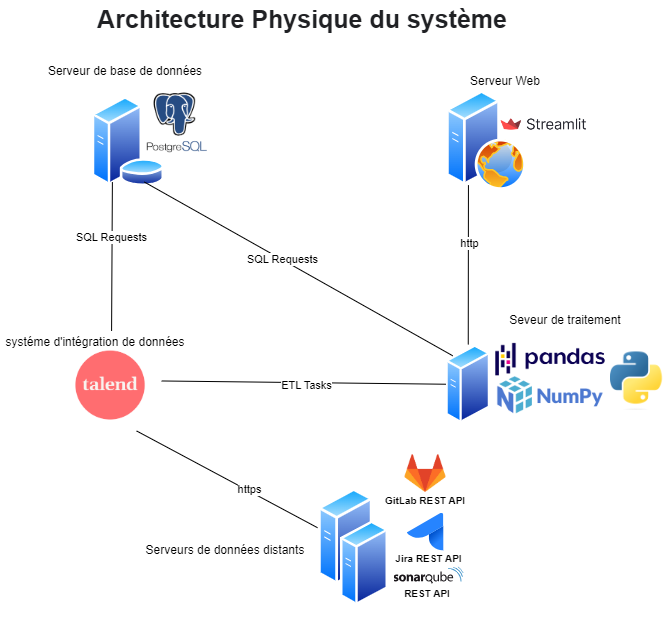 Architecture Physique du système
Serveur de base de données
PostgreSQL
Serveur Web
Streamlit
SQL Requests
SQL Requests
http
systéme d'intégration de données
talend
Seveur de traitement
pandas
NumPy
ETL Tasks
https
GitLab REST API
Serveurs de données distants
Jira REST API
sonarqube
REST API